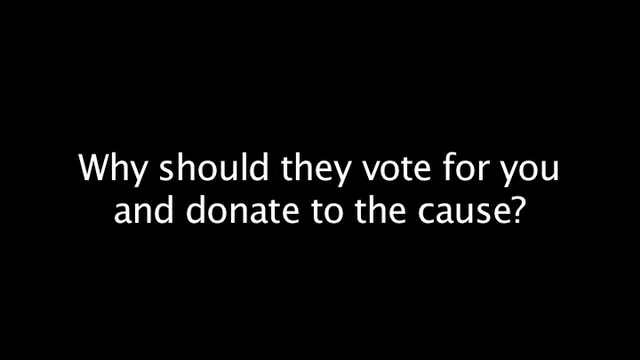 Why should they vote for you
and donate to the cause?